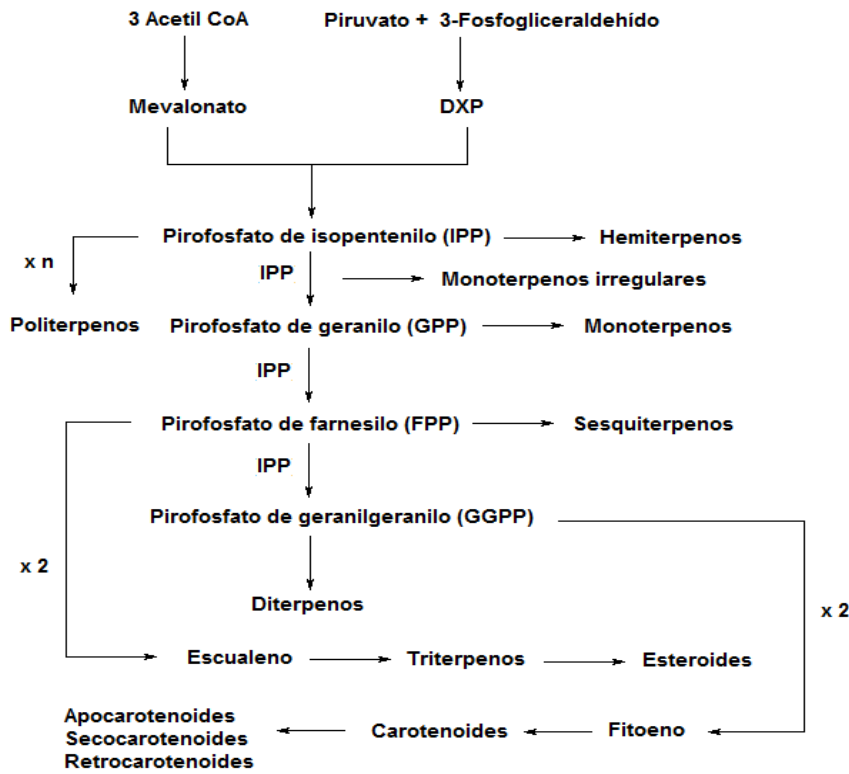 3 Acetil CoA
Piruvato + 3-Fosfogliceraldehído
Mevalonato
DXP
Pirofosfato de isopentenilo (IPP)
Hemiterpenos
x n
IPP
Monoterpenos irregulares
Politerpenos
Pirofosfato de geranilo (GPP)
Monoterpenos
IPP
Pirofosfato de farnesilo (FPP)
Sesquiterpenos
IPP
Pirofosfato de geranilgeranilo (GGPP)
x 2
Diterpenos
x 2
Escualeno
Triterpenos
Esteroides
Apocarotenoides
Secocarotenoides
Retrocarotenoides
Carotenoides
Fitoeno